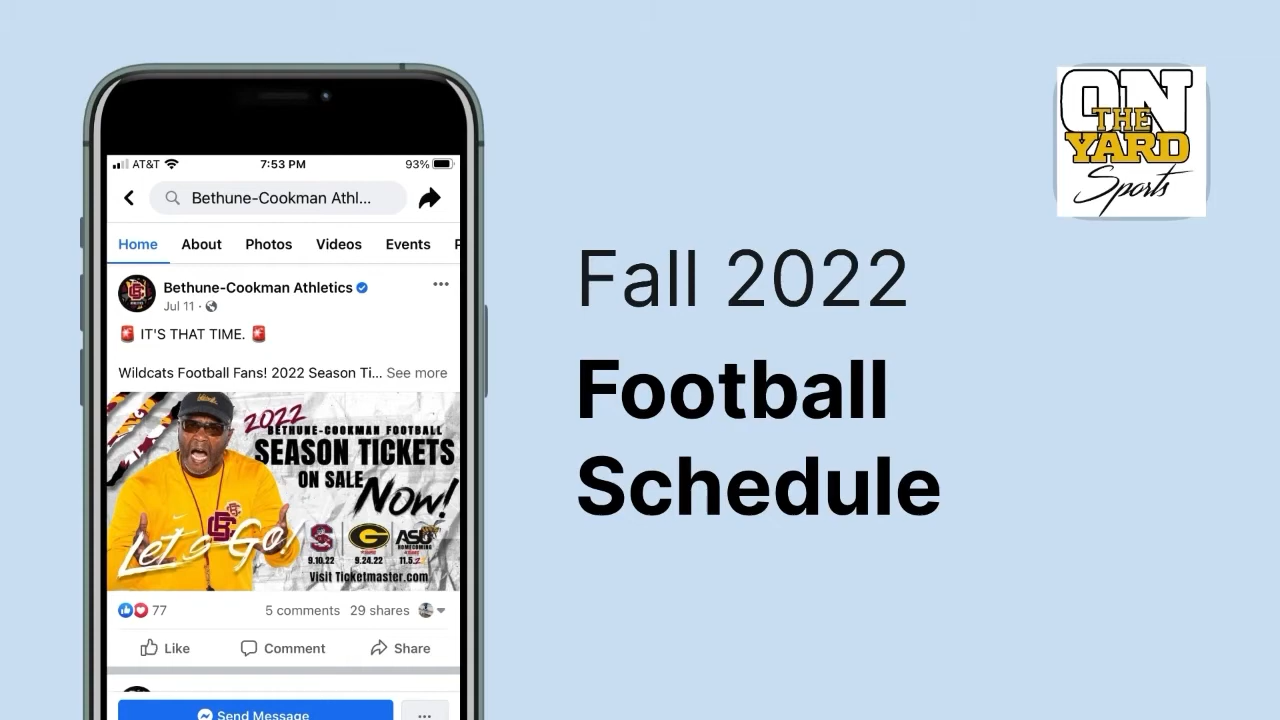 ON
THE
YARD
Sports
AT&T
7:53 PM
93%
Bethune-Cookman Athl...
Home
About
Photos
Videos
Events
Bethune-Cookman Athletics
Jul 11 ·
IT'S THAT TIME.
Wildcats Football Fans! 2022 Season Ti... See more
2022
BETHUNE-COOKMAN FOOTBALL
SEASON TICKETS
ON SALE
Now!
Let's Go!
S
G
ASU
HOMECOMING
9.10.22
9.24.22
11.5.22
Visit Ticketmaster.com
77
5 comments
29 shares
Like
Comment
Share
Send Message
Fall 2022
Football
Schedule